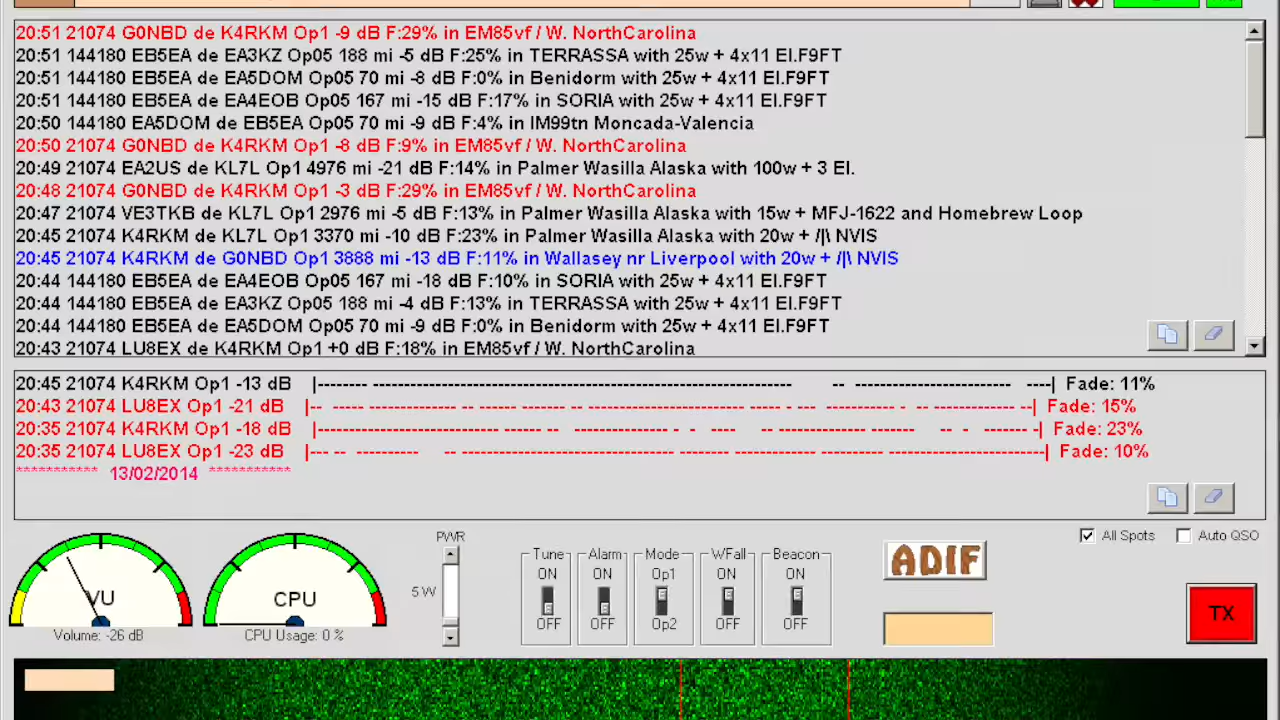 20:51 21074 G0NBD de K4RKM Op1 -9 dB F:29% in EM85vf / W. NorthCarolina
20:51 144180 EB5EA de EA3KZ Op05 188 mi -5 dB F:25% in TERRASSA with 25w + 4x11 El.F9FT
20:51 144180 EB5EA de EA5DOM Op05 70 mi -8 dB F:0% in Benidorm with 25w + 4x11 El.F9FT
20:51 144180 EB5EA de EA4EOB Op05 167 mi -15 dB F:17% in SORIA with 25w + 4x11 El.F9FT
20:50 144180 EA5DOM de EB5EA Op05 70 mi -9 dB F:4% in IM99tn Moncada-Valencia
20:50 21074 G0NBD de K4RKM Op1 -8 dB F:9% in EM85vf / W. NorthCarolina
20:49 21074 EA2US de KL7L Op1 4976 mi -21 dB F:14% in Palmer Wasilla Alaska with 100w + 3 El.
20:48 21074 G0NBD de K4RKM Op1 -3 dB F:29% in EM85vf / W. NorthCarolina
20:47 21074 VE3TKB de KL7L Op1 2976 mi -5 dB F:13% in Palmer Wasilla Alaska with 15w + MFJ-1622 and Homebrew Loop
20:45 21074 K4RKM de KL7L Op1 3370 mi -10 dB F:23% in Palmer Wasilla Alaska with 20w + /|\ NVIS
20:45 21074 K4RKM de G0NBD Op1 3888 mi -13 dB F:11% in Wallasey nr Liverpool with 20w + /|\ NVIS
20:44 144180 EB5EA de EA4EOB Op05 167 mi -18 dB F:10% in SORIA with 25w + 4x11 El.F9FT
20:44 144180 EB5EA de EA3KZ Op05 188 mi -4 dB F:13% in TERRASSA with 25w + 4x11 El.F9FT
20:44 144180 EB5EA de EA5DOM Op05 70 mi -9 dB F:0% in Benidorm with 25w + 4x11 El.F9FT
20:43 21074 LU8EX de K4RKM Op1 +0 dB F:18% in EM85vf / W. NorthCarolina
20:45 21074 K4RKM Op1 -13 dB |-------- ------------------------------------------------------ -- -------------------- ----| Fade: 11%
20:43 21074 LU8EX Op1 -21 dB |-- ----- --------------- -- ------ ------- -- --------------------- ----- - --- ----------- - -- ------------- --| Fade: 15%
20:35 21074 K4RKM Op1 -18 dB |------------------------ ----- -- --------------- - - ---- -- ------------ ------- -- - ------- -| Fade: 23%
20:35 21074 LU8EX Op1 -23 dB |--- -- ---------- -- --------------------------- ------- --------------- -------------------- --------------------| Fade: 10%
*********** 13/02/2014 ***********
All Spots Auto QSO
PWR
Tune Alarm Mode WFall Beacon
ON ON Op1 ON ON
5 W
OFF OFF Op2 OFF OFF
ADIF
VU CPU
TX
Volume: -26 dB CPU Usage: 0 %